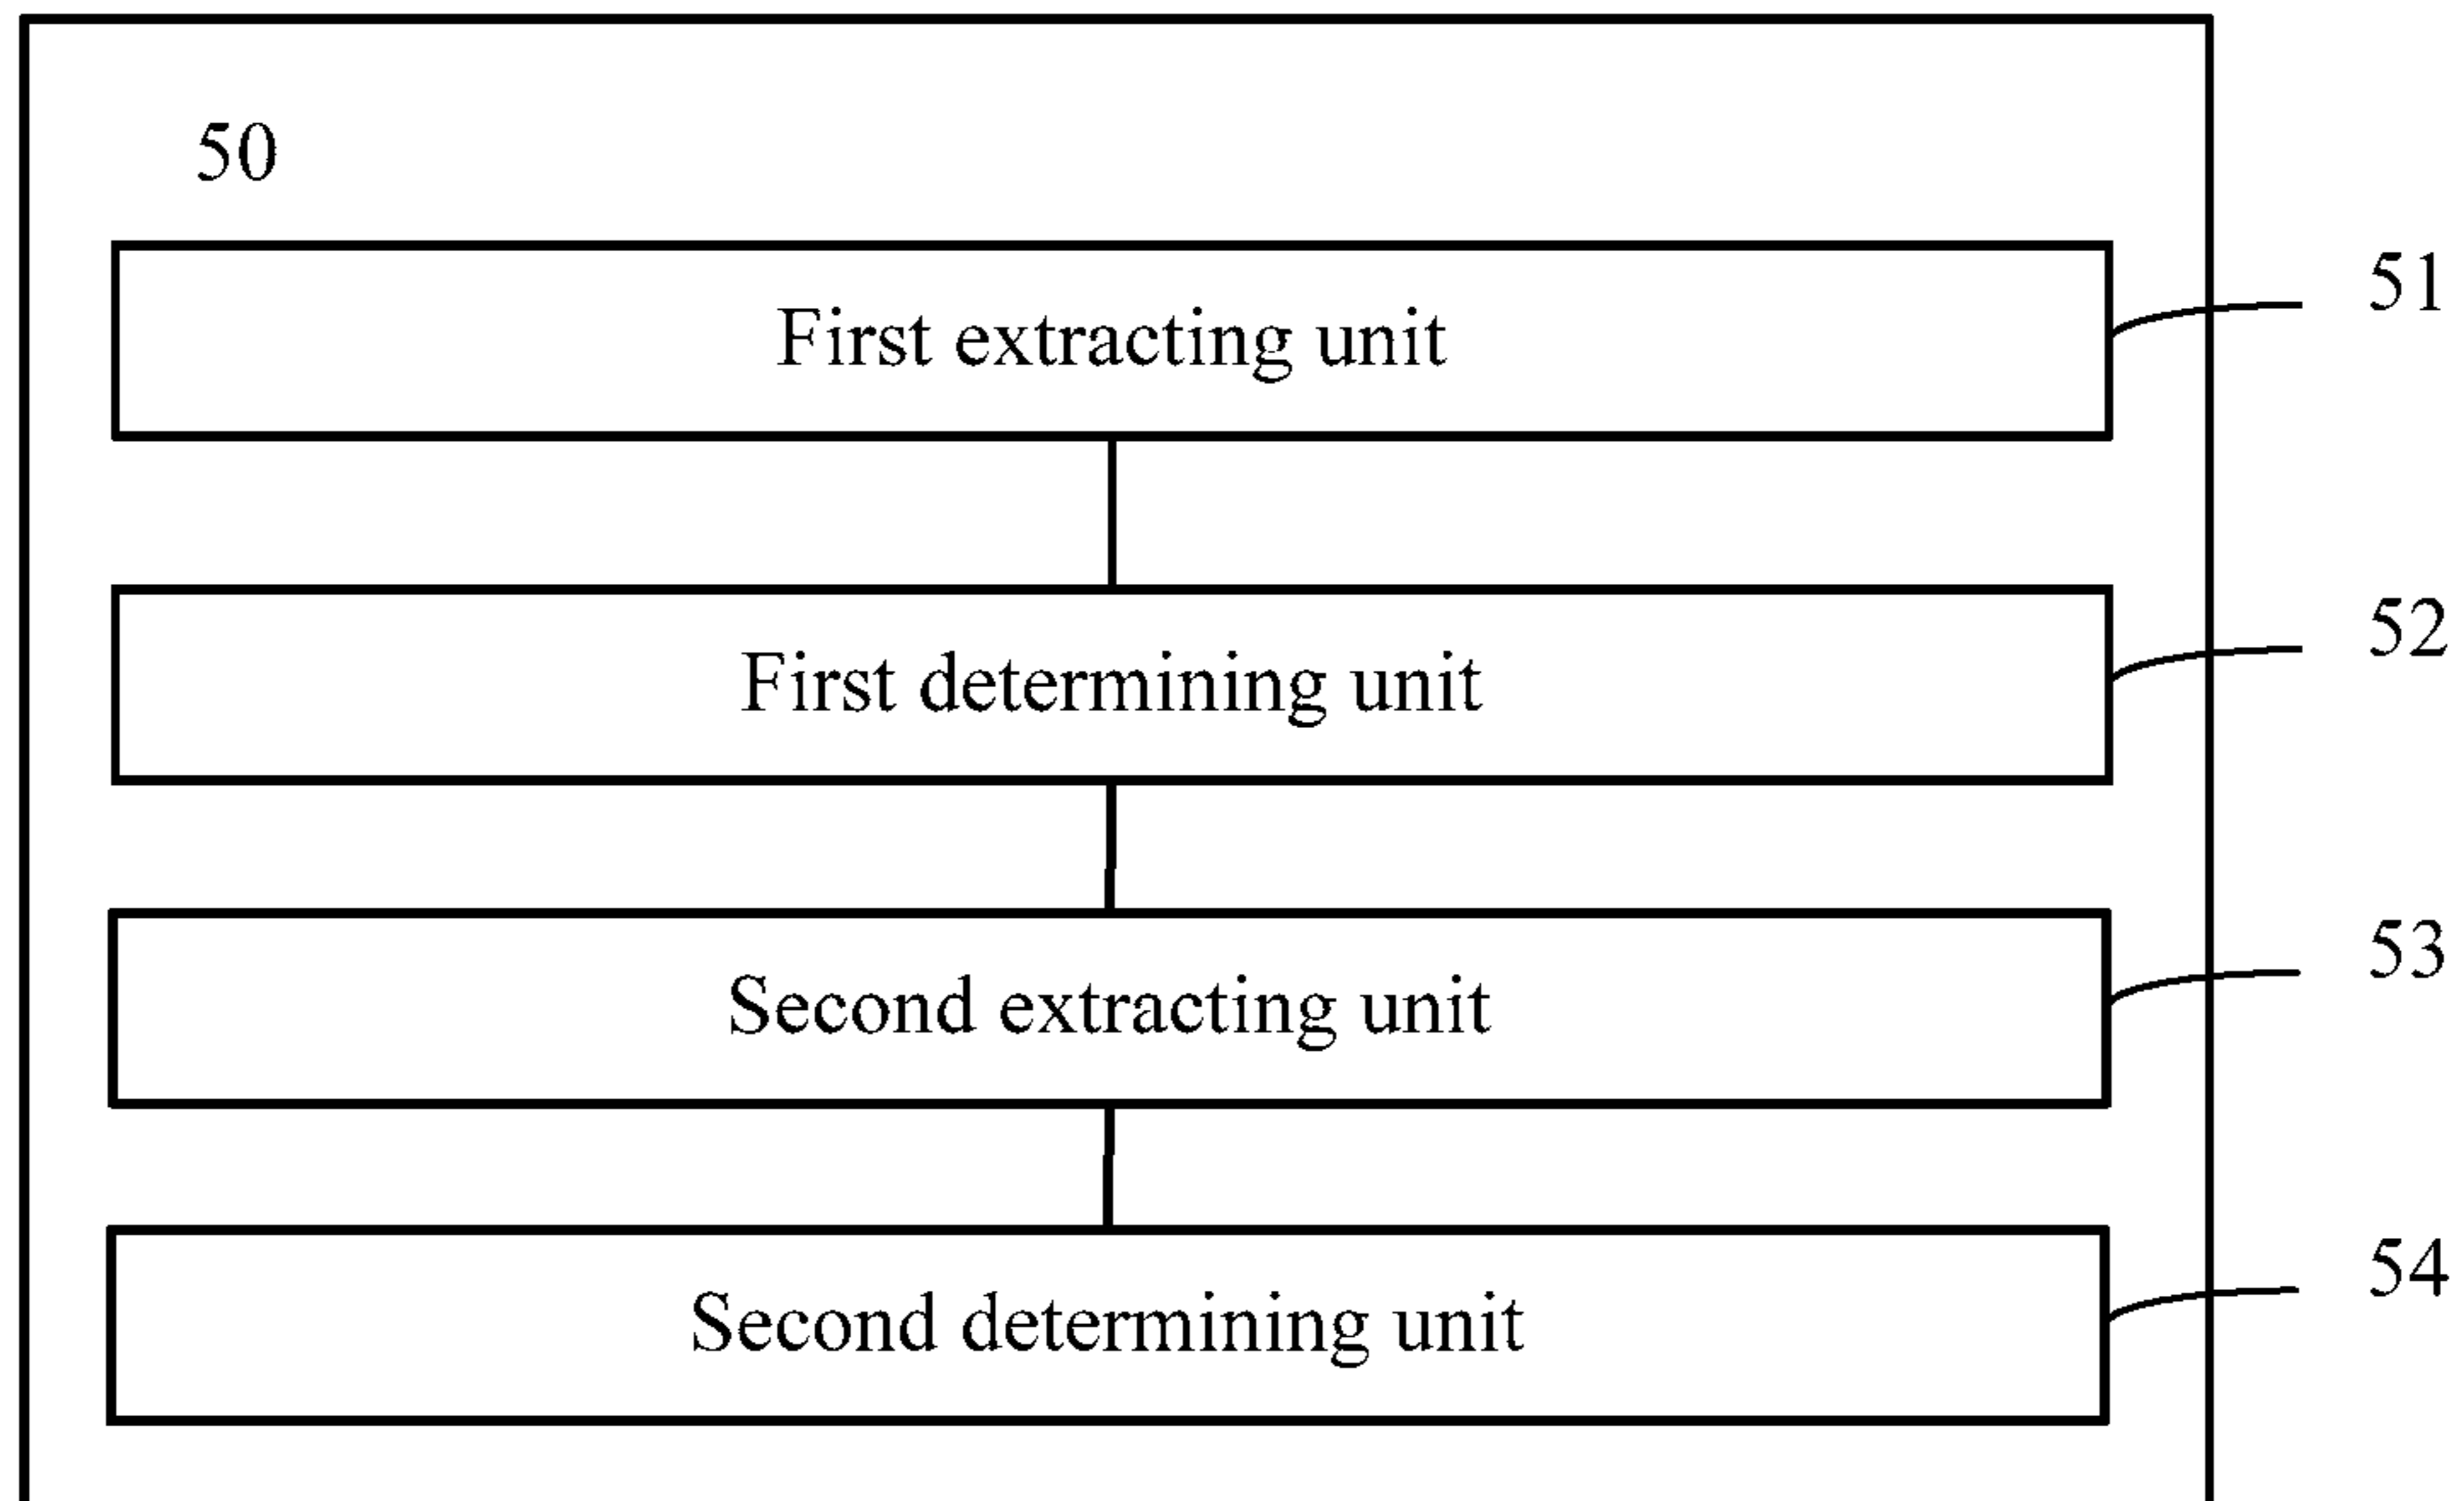 50
First extracting unit
51
First determining unit
52
Second extracting unit
53
Second determining unit
54